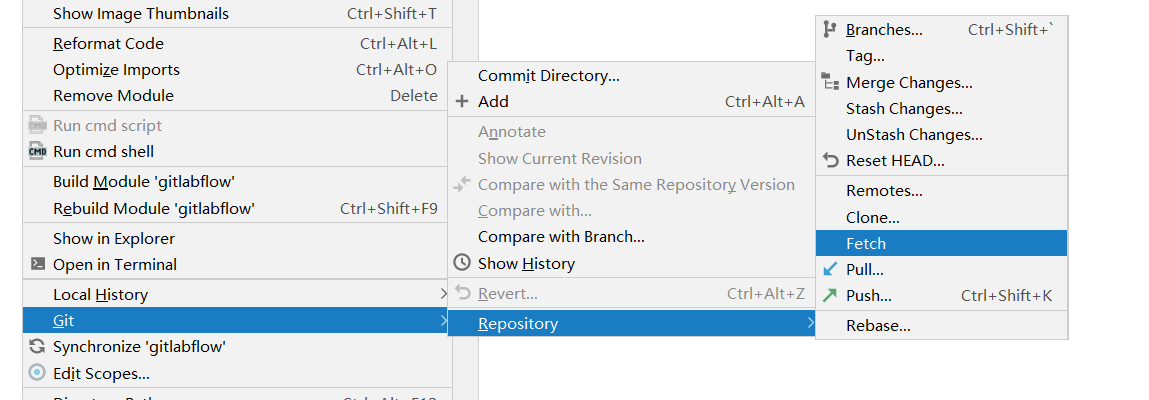 Show Image Thumbnails Ctrl+Shift+T
Reformat Code Ctrl+Alt+L
Optimize Imports Ctrl+Alt+O
Remove Module Delete
Run cmd script
Run cmd shell
Build Module 'gitlabflow'
Rebuild Module 'gitlabflow' Ctrl+Shift+F9
Show in Explorer
Open in Terminal
Local History
Git
Synchronize 'gitlabflow'
Edit Scopes...
Commit Directory...
Add Ctrl+Alt+A
Annotate
Show Current Revision
Compare with the Same Repository Version
Compare with...
Compare with Branch...
Show History
Revert... Ctrl+Alt+Z
Repository
Branches... Ctrl+Shift+`
Tag...
Merge Changes...
Stash Changes...
UnStash Changes...
Reset HEAD...
Remotes...
Clone...
Fetch
Pull...
Push... Ctrl+Shift+K
Rebase...